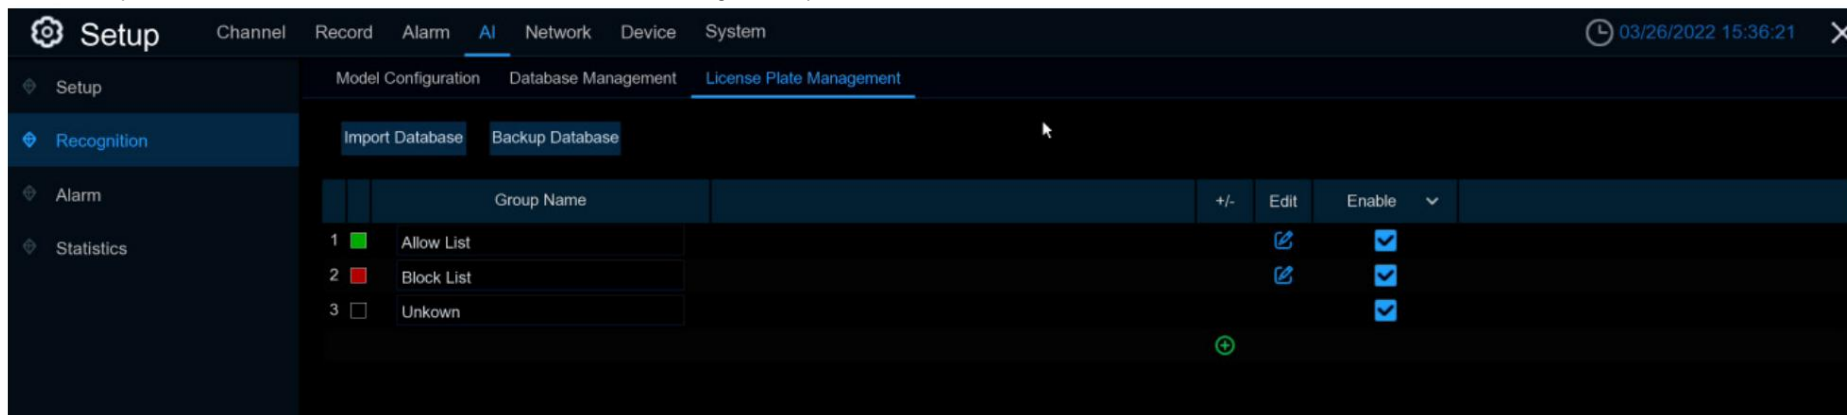 Setup Channel Record Alarm AI Network Device System 03/26/2022 15:36:21
Setup Model Configuration Database Management License Plate Management
Recognition Import Database Backup Database
Alarm Group Name +/- Edit Enable
1 Allow List
Statistics
2 Block List
3 Unkown